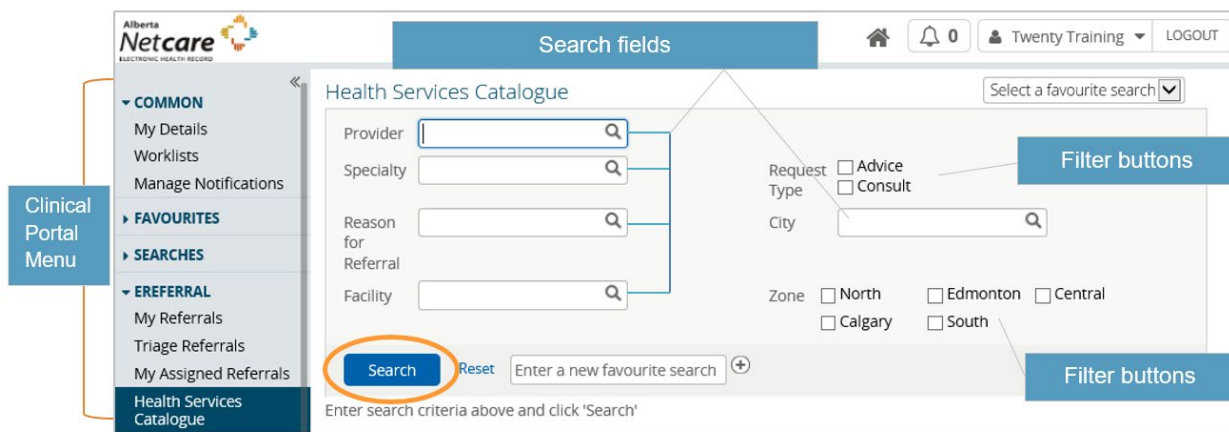 Alberta
Netcare
ELECTRONIC HEALTH RECORD
Search fields
0
Twenty Training
LOGOUT
Clinical
Portal
Menu
COMMON
My Details
Worklists
Manage Notifications
FAVOURITES
SEARCHES
EREFERRAL
My Referrals
Triage Referrals
My Assigned Referrals
Health Services
Catalogue
Health Services Catalogue
Select a favourite search
Provider
Specialty
Reason
for
Referral
Facility
Request
Type
Advice
Consult
Filter buttons
City
Zone
North
Edmonton
Central
Calgary
South
Filter buttons
Search
Reset
Enter a new favourite search
Enter search criteria above and click 'Search'